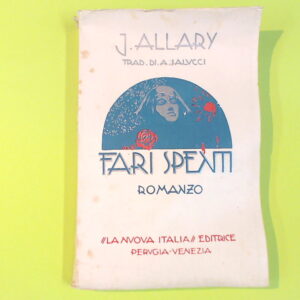 J. ALLARY
TRAD. DI. A. SALUCCI
FARI SPENTI
ROMANZO
«LA NUOVA ITALIA» EDITRICE
PERUGIA-VENEZIA